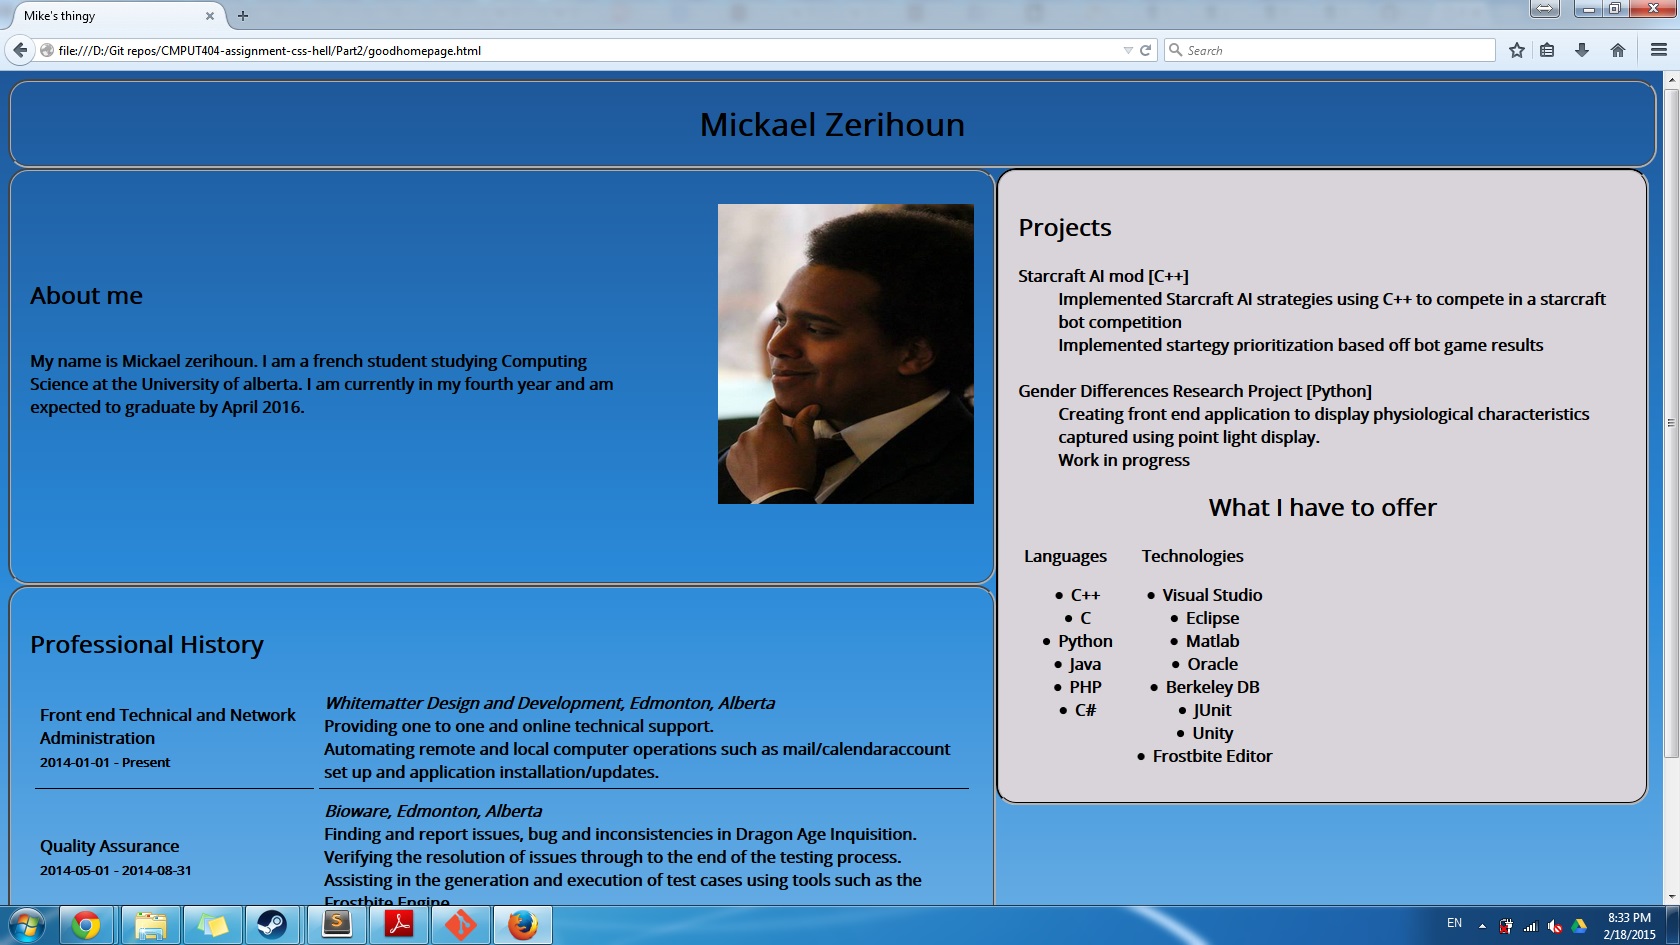 Mike's thingy
file:///D:/Git repos/CMPUT404-assignment-css-hell/Part2/goodhomepage.html
Search
Mickael Zerihoun
About me
My name is Mickael zerihoun. I am a french student studying Computing
Science at the University of alberta. I am currently in my fourth year and am
expected to graduate by April 2016.
Professional History
Front end Technical and Network
Administration
2014-01-01 - Present
Whitematter Design and Development, Edmonton, Alberta
Providing one to one and online technical support.
Automating remote and local computer operations such as mail/calendaraccount
set up and application installation/updates.
Quality Assurance
2014-05-01 - 2014-08-31
Bioware, Edmonton, Alberta
Finding and report issues, bug and inconsistencies in Dragon Age Inquisition.
Verifying the resolution of issues through to the end of the testing process.
Assisting in the generation and execution of test cases using tools such as the
Frostbite Engine
Projects
Starcraft AI mod [C++]
Implemented Starcraft AI strategies using C++ to compete in a starcraft
bot competition
Implemented startegy prioritization based off bot game results
Gender Differences Research Project [Python]
Creating front end application to display physiological characteristics
captured using point light display.
Work in progress
What I have to offer
Languages
• C++
• C
• Python
• Java
• PHP
• C#
Technologies
• Visual Studio
• Eclipse
• Matlab
• Oracle
• Berkeley DB
• JUnit
• Unity
• Frostbite Editor
S
EN
8:33 PM
2/18/2015